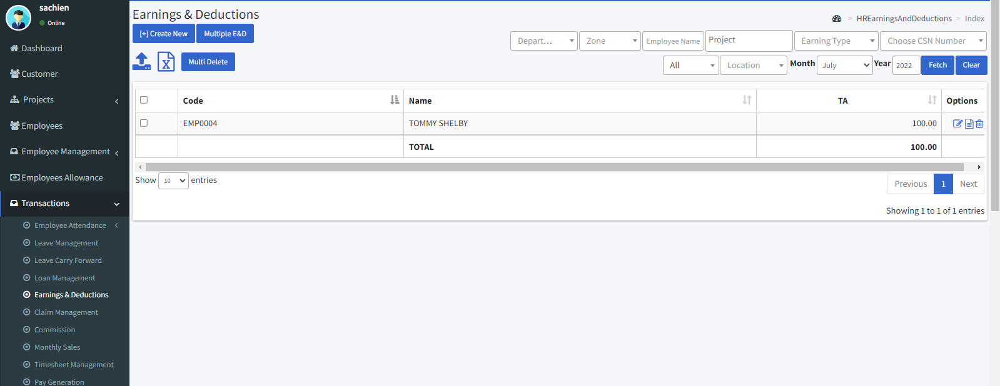 sachien
Online
Dashboard
Customer
Projects
Employees
Employee Management
Employees Allowance
Transactions
Employee Attendance
Leave Management
Leave Carry Forward
Loan Management
Earnings & Deductions
Claim Management
Commission
Monthly Sales
Timesheet Management
Pay Generation
Earnings & Deductions
HREarningsAndDeductions > Index
[+] Create New Multiple E&D
Depart... Zone Employee Name Project Earning Type Choose CSN Number
Multi Delete
All Location Month July Year 2022 Fetch Clear
Code Name TA Options
EMP0004 TOMMY SHELBY 100.00
TOTAL 100.00
Show 10 entries
Previous 1 Next
Showing 1 to 1 of 1 entries